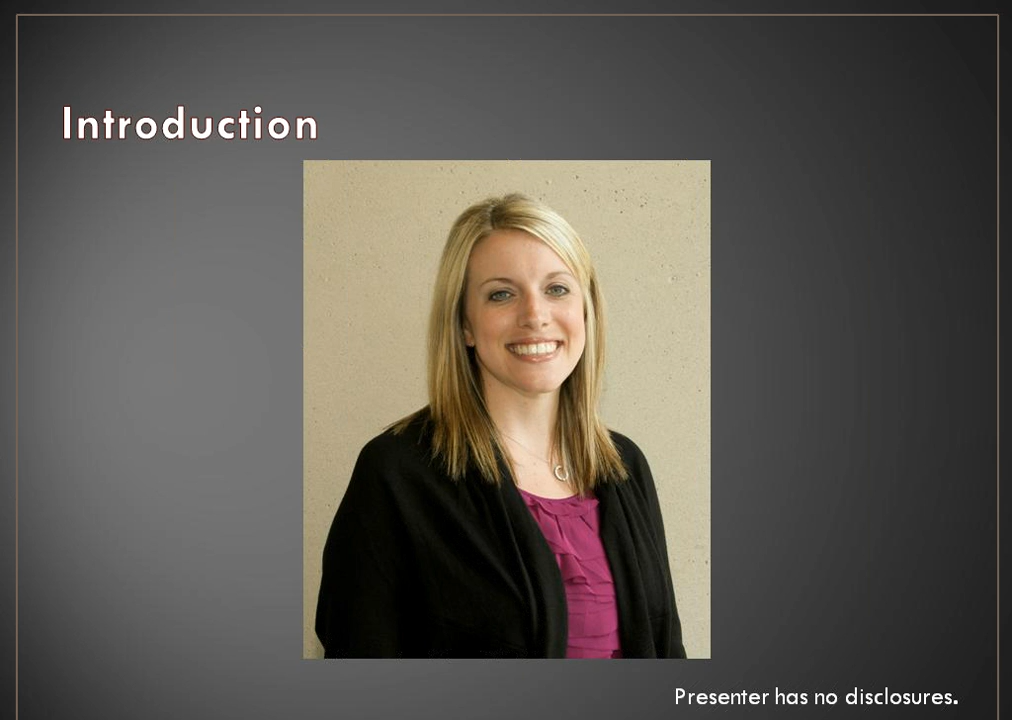 Introduction
Presenter has no disclosures.